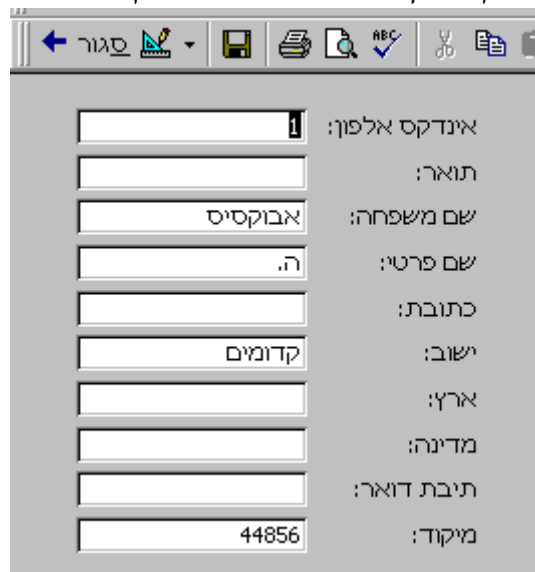 סגור
ABC
אינדקס אלפון: 1
תואר:
שם משפחה: אבוקסיס
שם פרטי: ה.
כתובת:
ישוב: קדומים
ארץ:
מדינה:
תיבת דואר:
מיקוד: 44856